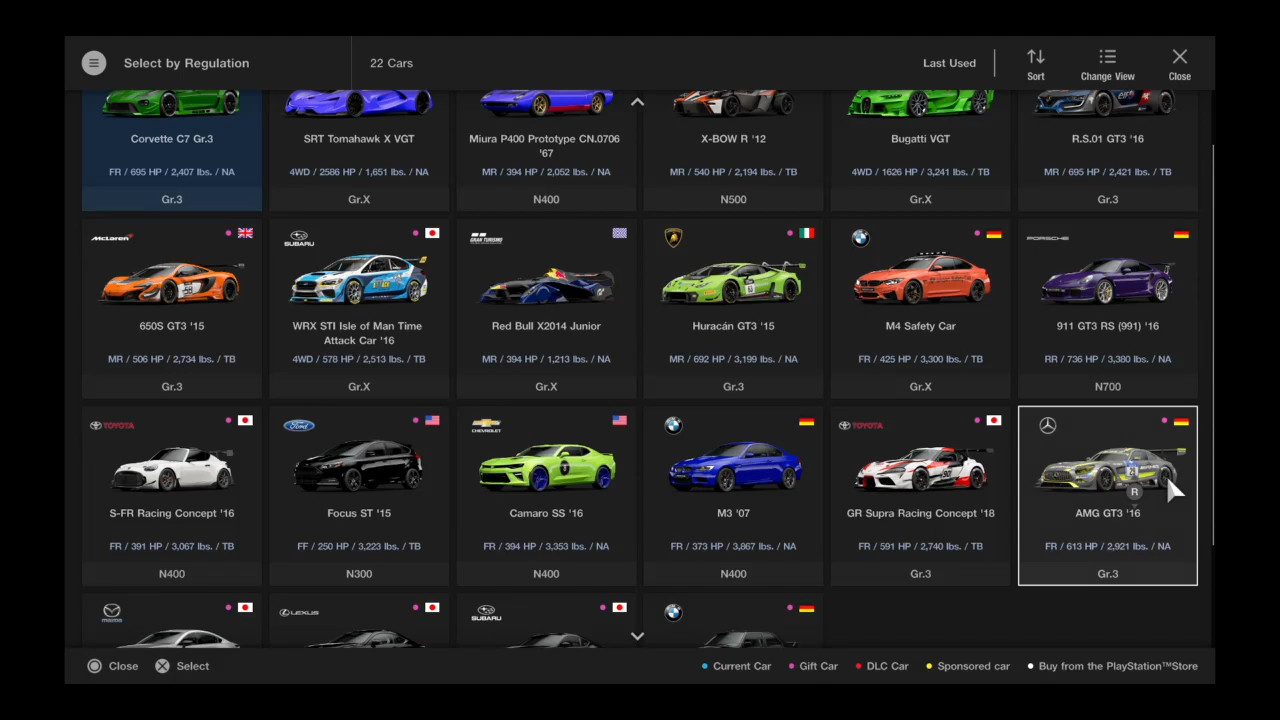 Select by Regulation
22 Cars
Last Used
Sort
Change View
Close
Corvette C7 Gr.3
SRT Tomahawk X VGT
Miura P400 Prototype CN.0706
'67
X-BOW R '12
Bugatti VGT
R.S.01 GT3 '16
FR / 695 HP / 2,407 lbs. / NA
4WD / 2586 HP / 1,651 lbs. / NA
MR / 394 HP / 2,052 lbs. / NA
MR / 540 HP / 2,194 lbs. / TB
4WD / 1626 HP / 3,241 lbs. / TB
MR / 695 HP / 2,421 lbs. / TB
Gr.3
Gr.X
N400
N500
Gr.X
Gr.3
McLaren
SUBARU
GRAN TURISMO
PORSCHE
650S GT3 '15
WRX STI Isle of Man Time
Attack Car '16
Red Bull X2014 Junior
Huracán GT3 '15
M4 Safety Car
911 GT3 RS (991) '16
MR / 506 HP / 2,734 lbs. / TB
4WD / 578 HP / 2,513 lbs. / TB
MR / 394 HP / 1,213 lbs. / NA
MR / 692 HP / 3,199 lbs. / NA
FR / 425 HP / 3,300 lbs. / TB
RR / 736 HP / 3,380 lbs. / NA
Gr.3
Gr.X
Gr.X
Gr.3
Gr.X
N700
TOYOTA
Ford
CHEVROLET
TOYOTA
R
S-FR Racing Concept '16
Focus ST '15
Camaro SS '16
M3 '07
GR Supra Racing Concept '18
AMG GT3 '16
FR / 391 HP / 3,067 lbs. / TB
FF / 250 HP / 3,223 lbs. / TB
FR / 394 HP / 3,353 lbs. / NA
FR / 373 HP / 3,867 lbs. / NA
FR / 591 HP / 2,740 lbs. / TB
FR / 613 HP / 2,921 lbs. / NA
N400
N300
N400
N400
Gr.3
Gr.3
LEXUS
SUBARU
Close
Select
Current Car
Gift Car
DLC Car
Sponsored car
Buy from the PlayStation™Store